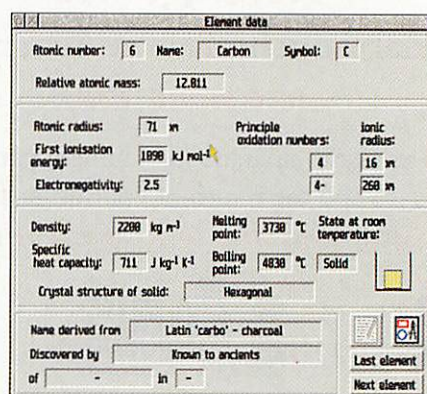 Element data
Atomic number: 6 Name: Carbon Symbol: C
Relative atomic mass: 12.011
Atomic radius: 71 Principle oxidation numbers: ionic radius:
First ionisation energy: 1090 kJ mol-1 4 16
Electronegativity: 2.5 4- 260
Density: 2200 kg m-3 Melting point: 3730 °C State at room temperature:
Specific heat capacity: 711 J kg-1 K-1 Boiling point: 4830 °C Solid
Crystal structure of solid: Hexagonal
Name derived from Latin 'carbo' - charcoal
Discovered by Known to ancients
of - in -
Last element
Next element